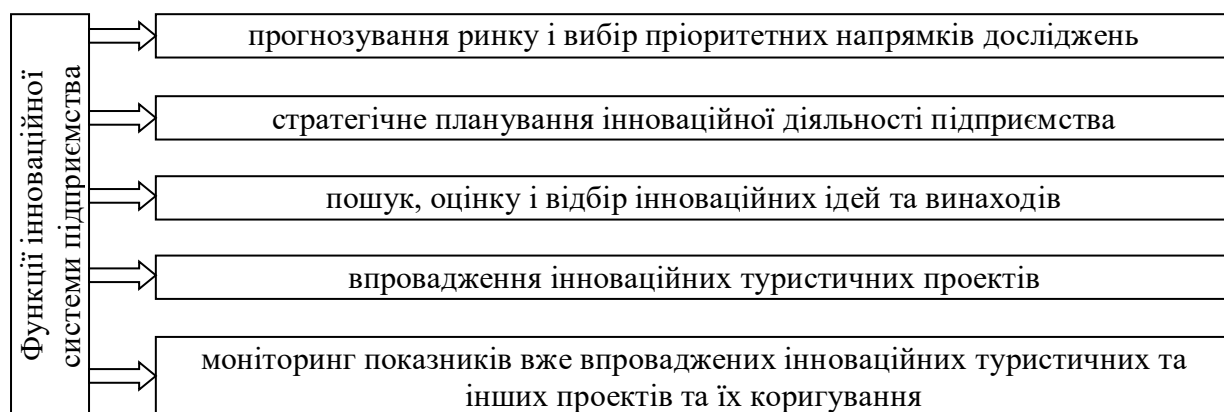 Функції інноваційної
системи підприємства
прогнозування ринку і вибір пріоритетних напрямків досліджень
стратегічне планування інноваційної діяльності підприємства
пошук, оцінку і відбір інноваційних ідей та винаходів
впровадження інноваційних туристичних проектів
моніторинг показників вже впроваджених інноваційних туристичних та
інших проектів та їх коригування